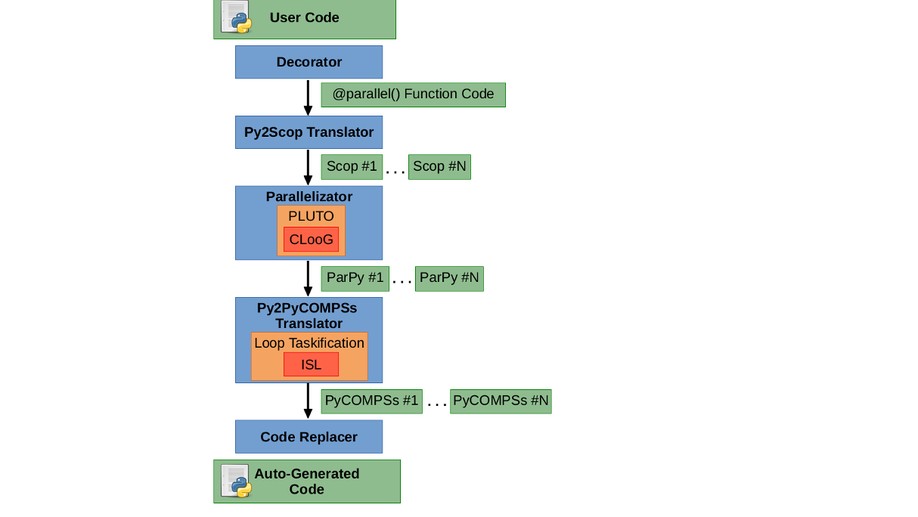 User Code
Decorator
@parallel() Function Code
Py2Scop Translator
Scop #1 ... Scop #N
Parallelizator
PLUTO
CLooG
ParPy #1 ... ParPy #N
Py2PyCOMPSs
Translator
Loop Taskification
ISL
PyCOMPSs #1 ... PyCOMPSs #N
Code Replacer
Auto-Generated
Code